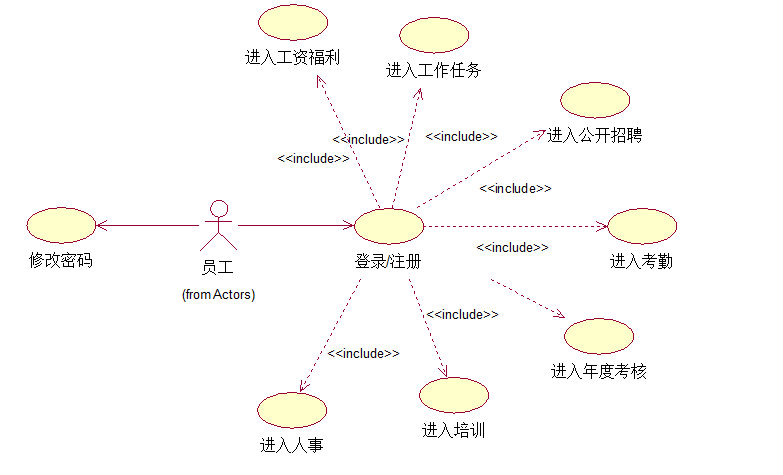 进入工资福利
进入工作任务
进入公开招聘
<<include>>
<<include>>
<<include>>
<<include>>
修改密码
员工
(from Actors)
登录/注册
<<include>>
进入考勤
<<include>>
<<include>>
进入年度考核
进入人事
进入培训